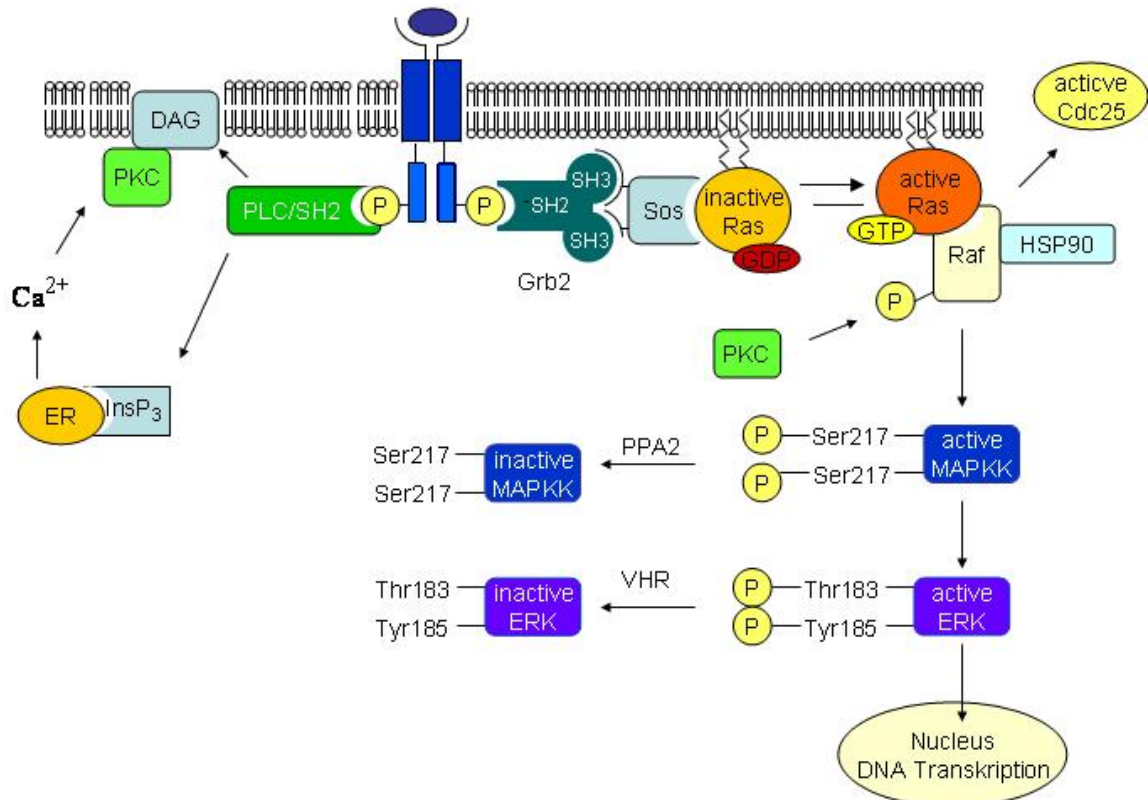 acticve
Cdc25
DAG
PKC
PLC/SH2
P
P
SH2
SH3
SH3
Grb2
Sos
inactive
Ras
GDP
active
Ras
GTP
Raf
HSP90
P
PKC
Ca2+
ER
InsP3
Ser217
Ser217
inactive
MAPKK
PPA2
P
P
Ser217
Ser217
active
MAPKK
Thr183
Tyr185
inactive
ERK
VHR
P
P
Thr183
Tyr185
active
ERK
Nucleus
DNA Transkription